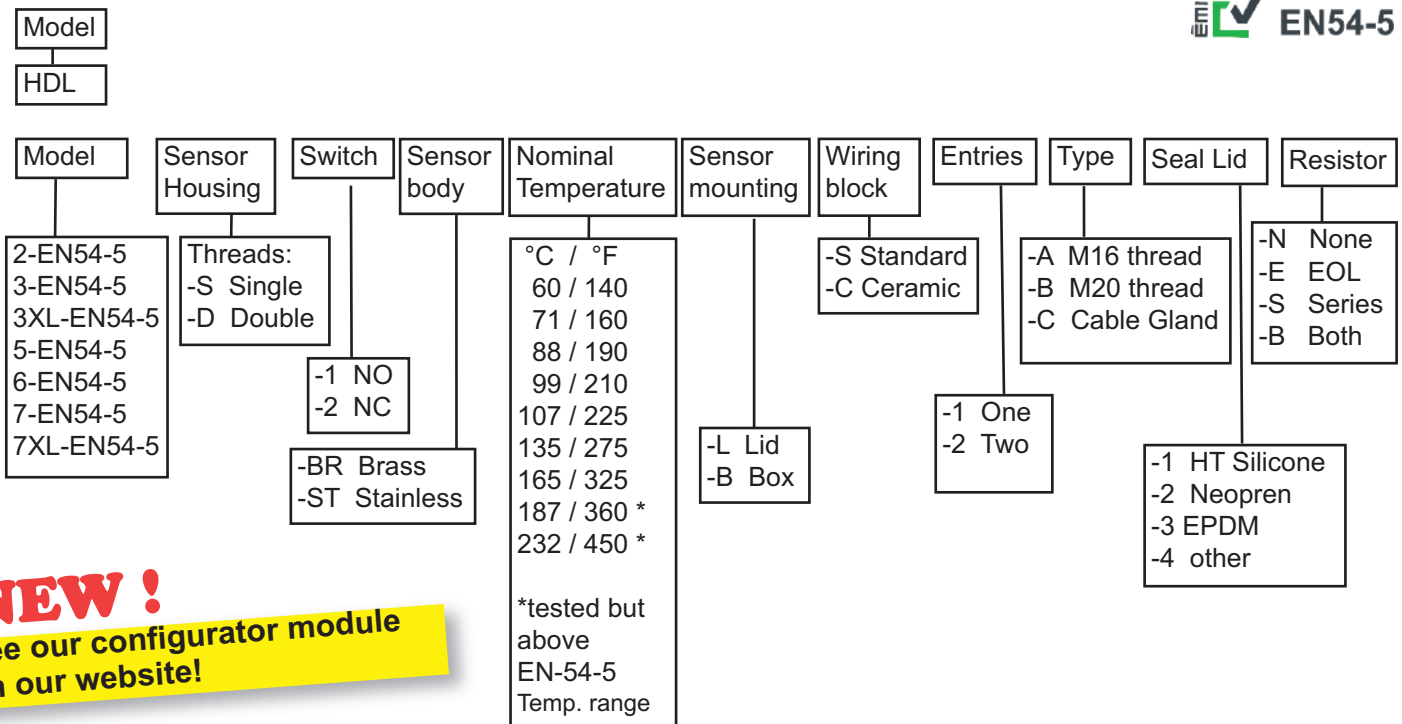 Model
HDL
êmi EN54-5
Model
2-EN54-5
3-EN54-5
3XL-EN54-5
5-EN54-5
6-EN54-5
7-EN54-5
7XL-EN54-5
Sensor
Housing
Threads:
-S Single
-D Double
Switch
-1 NO
-2 NC
Sensor
body
-BR Brass
-ST Stainless
Nominal
Temperature
°C / °F
60 / 140
71 / 160
88 / 190
99 / 210
107 / 225
135 / 275
165 / 325
187 / 360 *
232 / 450 *
*tested but
above
EN-54-5
Temp. range
Sensor
mounting
-L Lid
-B Box
Wiring
block
-S Standard
-C Ceramic
Entries
-1 One
-2 Two
Type
-A M16 thread
-B M20 thread
-C Cable Gland
Seal Lid
-1 HT Silicone
-2 Neopren
-3 EPDM
-4 other
Resistor
-N None
-E EOL
-S Series
-B Both
NEW !
ee our configurator module
n our website!